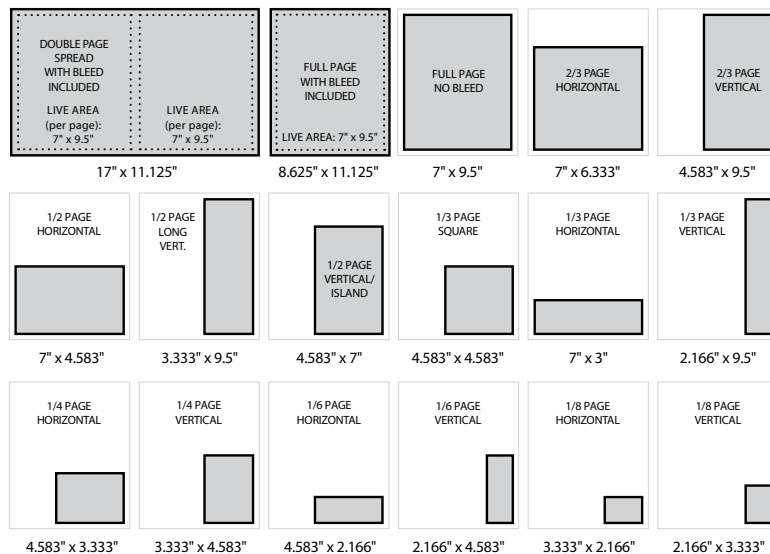 DOUBLE PAGE
SPREAD
WITH BLEED
INCLUDED
LIVE AREA
(per page):
7" x 9.5"
LIVE AREA
(per page):
7" x 9.5"
17" x 11.125"
FULL PAGE
WITH BLEED
INCLUDED
LIVE AREA: 7" x 9.5"
8.625" x 11.125"
FULL PAGE
NO BLEED
7" x 9.5"
2/3 PAGE
HORIZONTAL
7" x 6.333"
2/3 PAGE
VERTICAL
4.583" x 9.5"
1/2 PAGE
HORIZONTAL
7" x 4.583"
1/2 PAGE
LONG
VERT.
3.333" x 9.5"
1/2 PAGE
VERTICAL/
ISLAND
4.583" x 7"
1/3 PAGE
SQUARE
4.583" x 4.583"
1/3 PAGE
HORIZONTAL
7" x 3"
1/3 PAGE
VERTICAL
2.166" x 9.5"
1/4 PAGE
HORIZONTAL
4.583" x 3.333"
1/4 PAGE
VERTICAL
3.333" x 4.583"
1/6 PAGE
HORIZONTAL
4.583" x 2.166"
1/6 PAGE
VERTICAL
2.166" x 4.583"
1/8 PAGE
HORIZONTAL
3.333" x 2.166"
1/8 PAGE
VERTICAL
2.166" x 3.333"